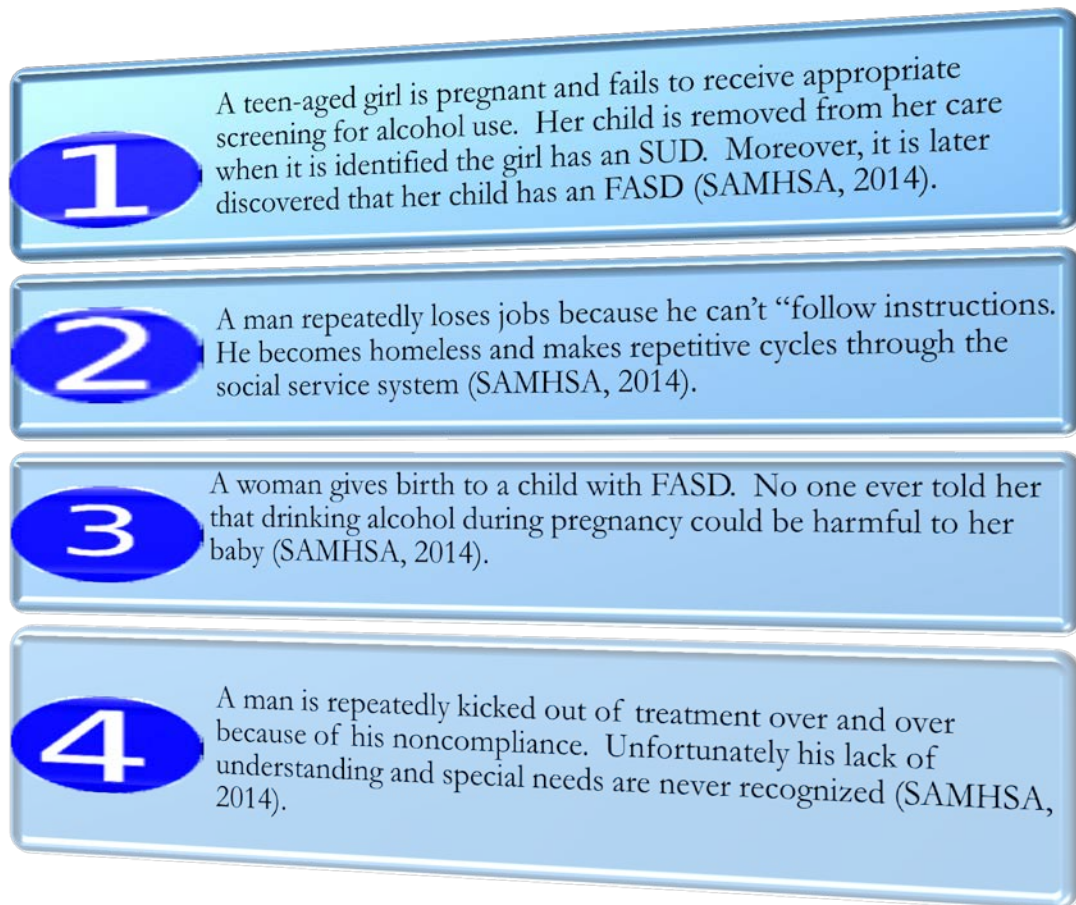 1
A teen-aged girl is pregnant and fails to receive appropriate
screening for alcohol use.  Her child is removed from her care
when it is identified the girl has an SUD.  Moreover, it is later
discovered that her child has an FASD (SAMHSA, 2014).
2
A man repeatedly loses jobs because he can't “follow instructions.
He becomes homeless and makes repetitive cycles through the
social service system (SAMHSA, 2014).
3
A woman gives birth to a child with FASD.  No one ever told her
that drinking alcohol during pregnancy could be harmful to her
baby (SAMHSA, 2014).
4
A man is repeatedly kicked out of treatment over and over
because of his noncompliance.  Unfortunately his lack of
understanding and special needs are never recognized (SAMHSA,
2014).